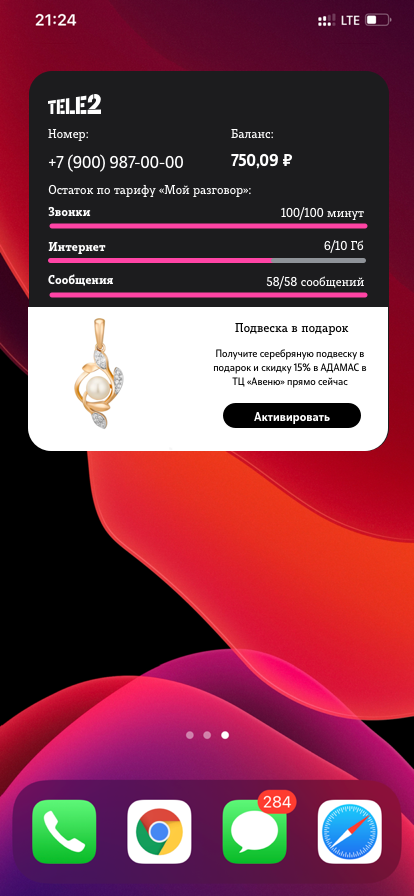 21:24
LTE
TELE2
Номер:
Баланс:
+7 (900) 987-00-00
750,09 ₽
Остаток по тарифу «Мой разговор»:
Звонки
100/100 минут
Интернет
6/10 Гб
Сообщения
58/58 сообщений
Подвеска в подарок
Получите серебряную подвеску в
подарок и скидку 15% в АДАМАС в
ТЦ «Авеню» прямо сейчас
Активировать
284